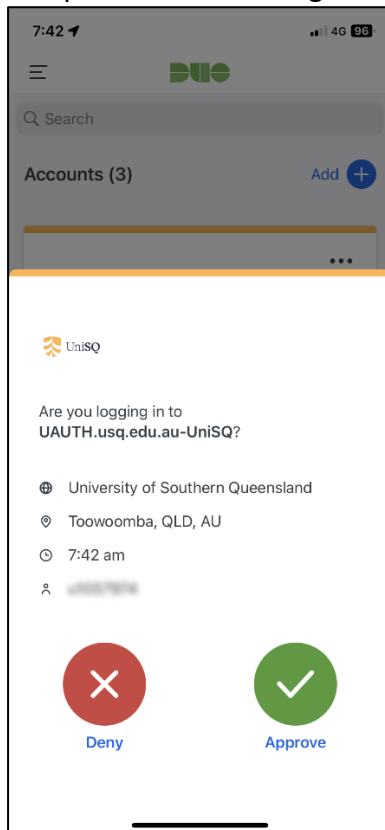 7:42
4G 96
DUO
Search
Accounts (3)
Add
UniSQ
Are you logging in to
UAUTH.usq.edu.au-UniSQ?
University of Southern Queensland
Toowoomba, QLD, AU
7:42 am
Deny
Approve